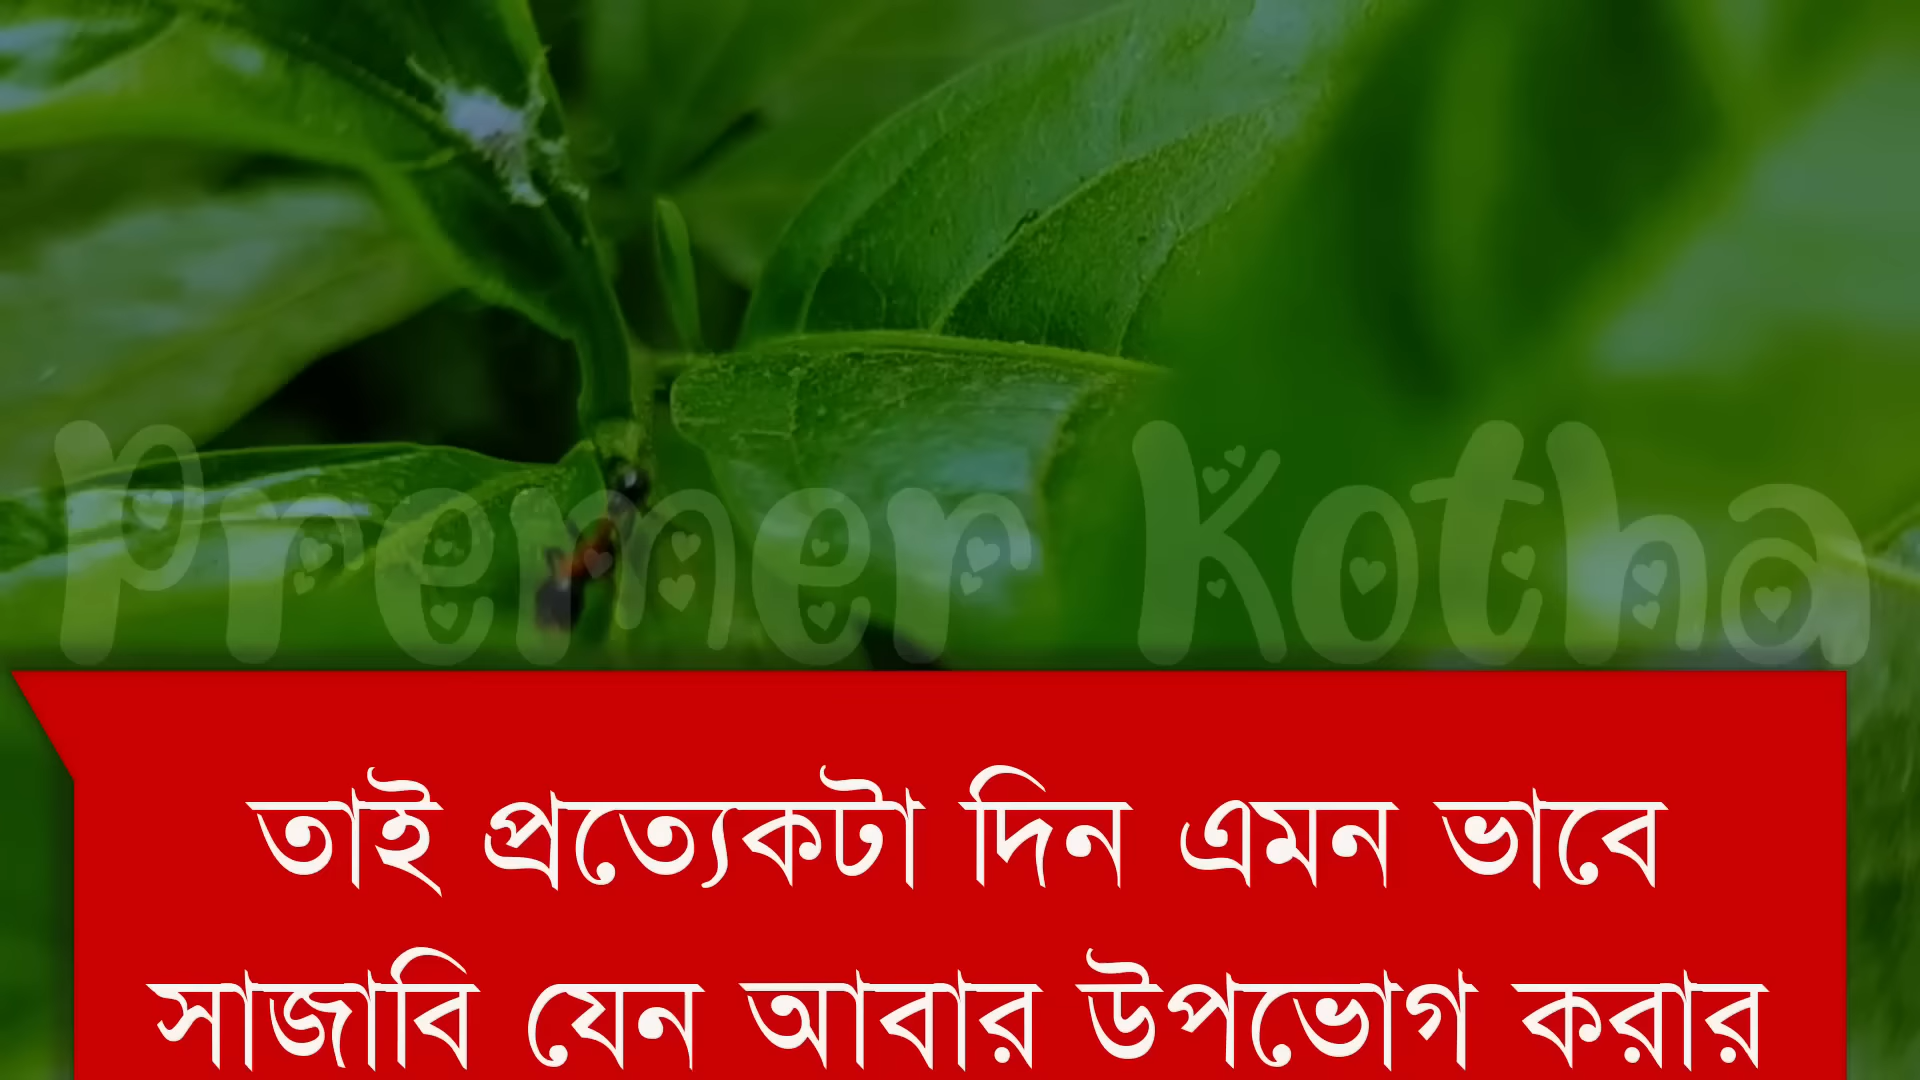 Premer Kotha
তাই প্রত্যেকটা দিন এমন ভাবে
সাজাবি যেন আবার উপভোগ করার